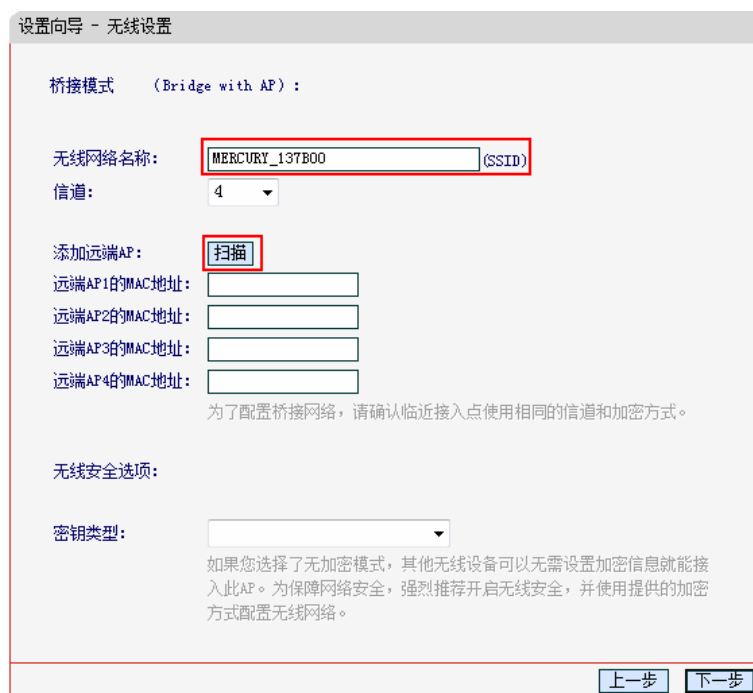 设置向导 - 无线设置
桥接模式 (Bridge with AP) :
无线网络名称: MERCURY_137B00 (SSID)
信道: 4
添加远端AP: 扫描
远端AP1的MAC地址:
远端AP2的MAC地址:
远端AP3的MAC地址:
远端AP4的MAC地址:
为了配置桥接网络，请确认临近接入点使用相同的信道和加密方式。
无线安全选项:
密钥类型:
如果您选择了无加密模式，其他无线设备可以无需设置加密信息就能接
入此AP。为保障网络安全，强烈推荐开启无线安全，并使用提供的加密
方式配置无线网络。
上一步 下一步